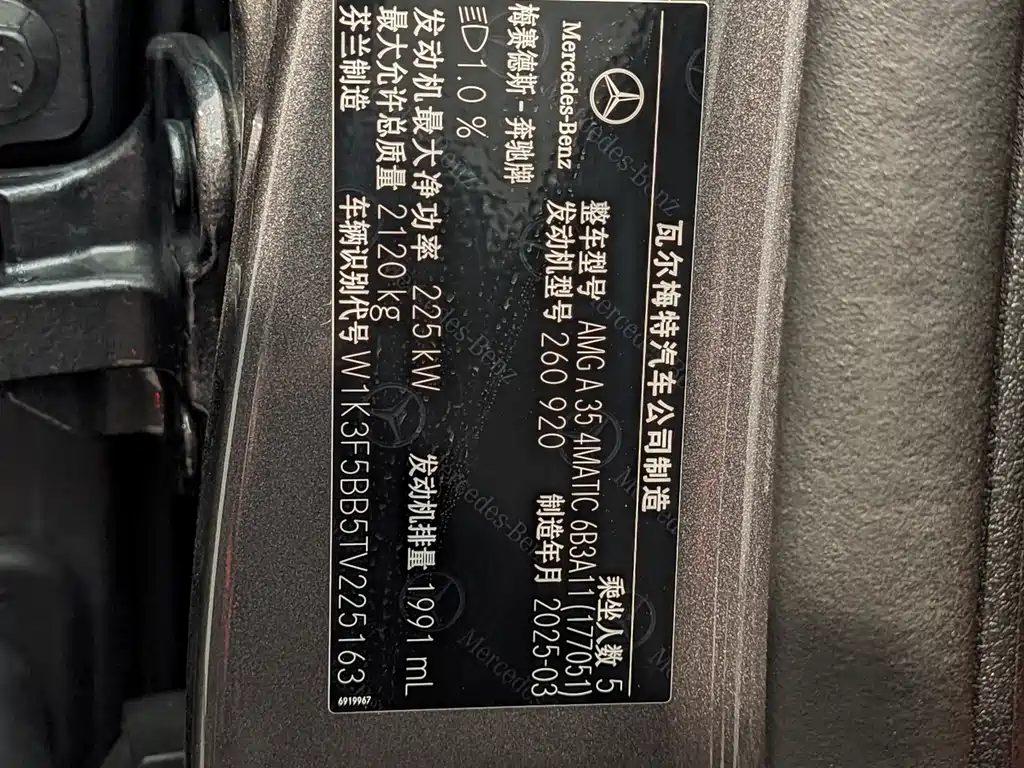 瓦尔梅特汽车公司制造
Mercedes-Benz
梅赛德斯-奔驰牌
乘坐人数 5
整车型号 AMG A 35 4MATIC 6B3A11(177051)
发动机型号 260 920 制造年月 2025-03
1.0 %
发动机最大净功率 225 kW 发动机排量 1991 mL
最大允许总质量 2120 kg
芬兰制造 车辆识别代号 W1K3F5BB5TV225163
6919967